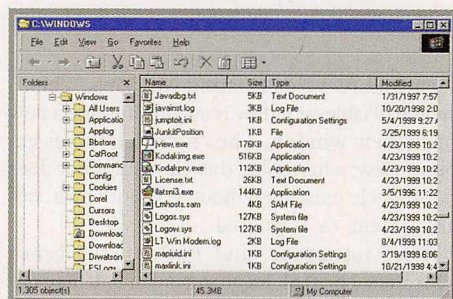 C:\WINDOWS
File Edit View Go Favorites Help
Folders
Windows
All Users
Applicatio
Applog
Bbstore
CatRoot
Command
Config
Cookies
Corel
Cursors
Desktop
Download
Download
Drwatson
ESLogs
Name Size Type Modified
Javadbg.txt 5KB Text Document 1/31/1997 7:57
javainst.log 3KB Log File 10/20/1998 2:0
jumptoit.ini 1KB Configuration Settings 5/4/1999 9:27
JunkitPosition 1KB File 2/25/1999 6:19
jview.exe 176KB Application 4/23/1999 10:2
Kodakimg.exe 516KB Application 4/23/1999 10:2
Kodakprv.exe 112KB Application 4/23/1999 10:2
License.txt 26KB Text Document 4/23/1999 10:2
llatsni3.exe 144KB Application 3/5/1996 11:22
Lmhosts.sam 4KB SAM File 4/23/1999 10:2
Logos.sys 127KB System file 4/23/1999 10:2
Logow.sys 127KB System file 4/23/1999 10:2
LT Win Modem.log 2KB Log File 8/4/1999 11:03
mapiuid.ini 1KB Configuration Settings 3/19/1999 6:06
maxlink.ini 1KB Configuration Settings 10/21/1998 4:4
1,305 object(s) 45.3MB My Computer